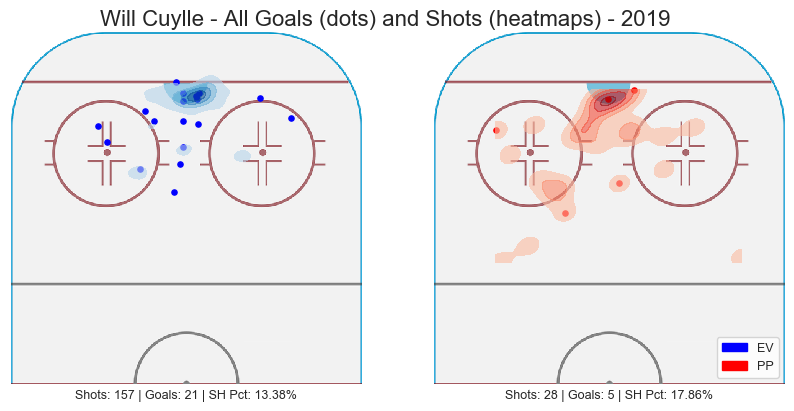 Will Cuylle - All Goals (dots) and Shots (heatmaps) - 2019
EV
PP
Shots: 157 | Goals: 21 | SH Pct: 13.38%
Shots: 28 | Goals: 5 | SH Pct: 17.86%